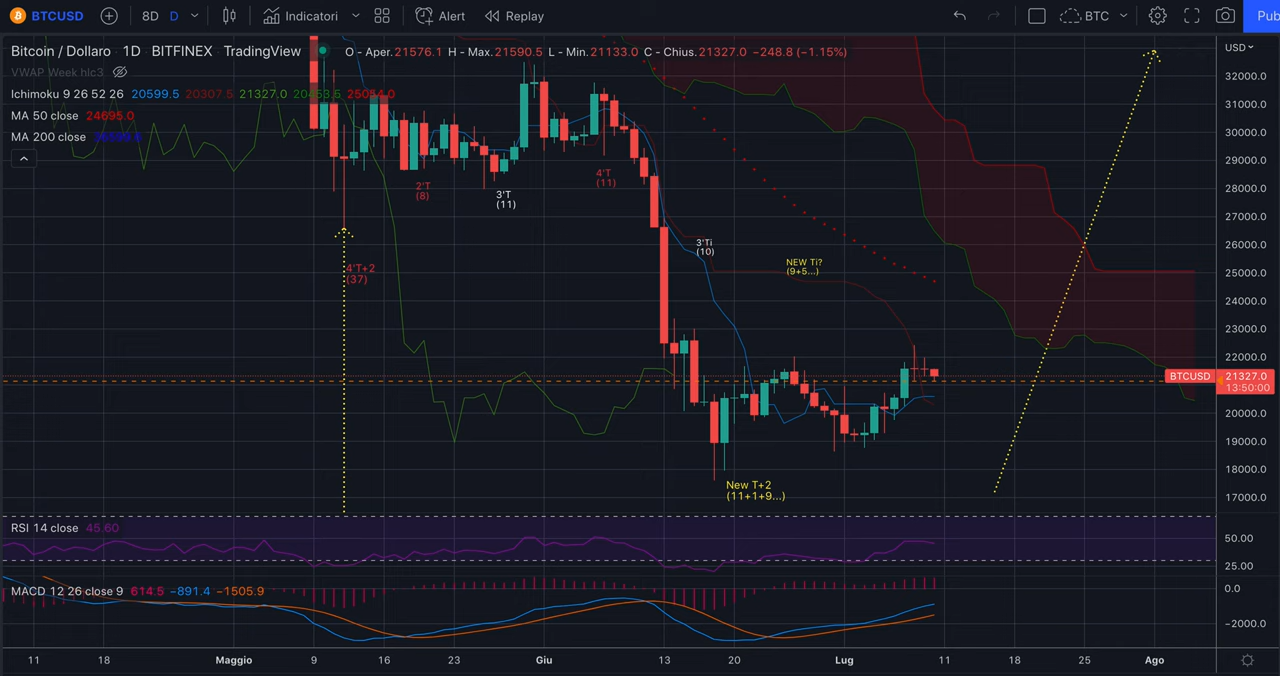 BTCUSD 8D D Indicatori Alert Replay BTC Pub
Bitcoin / Dollaro · 1D · BITFINEX · TradingView O - Aper.21576.1 H - Max.21590.5 L - Min.21133.0 C - Chius.21327.0 −248.8 (−1.15%)
VWAP Week hlc3
Ichimoku 9 26 52 26 20599.5 20307.5 21327.0 25054.0
MA 50 close 24695.0
MA 200 close
USD
32000.0
31000.0
30000.0
29000.0
28000.0
27000.0
26000.0
25000.0
24000.0
23000.0
22000.0
BTCUSD 21327.0
13:50:00
20000.0
19000.0
18000.0
17000.0
2'T
(8)
3'T
(11)
4'T
(11)
3'Ti
(10)
NEW Ti?
(9+5...)
4'T+2
(37)
New T+2
(11+1+9...)
RSI 14 close 45.60
50.00
25.00
MACD 12 26 close 9 614.5 −891.4 −1505.9
0.0
−2000.0
11 18 Maggio 9 16 23 Giu 13 20 Lug 11 18 25 Ago